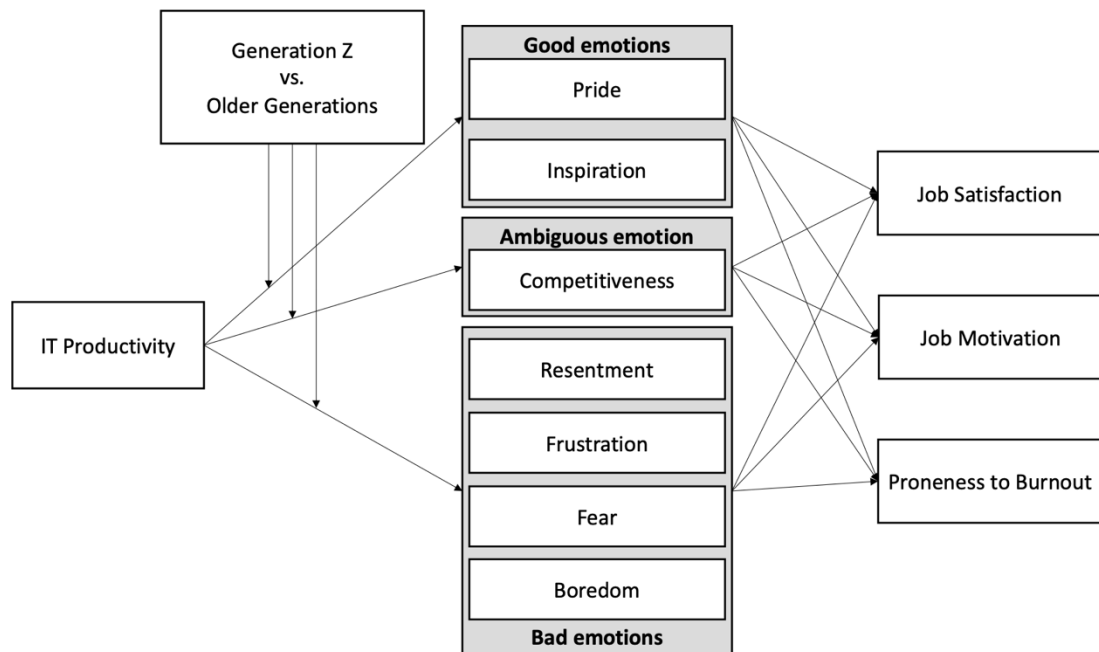 Generation Z
vs.
Older Generations
IT Productivity
Good emotions
Pride
Inspiration
Ambiguous emotion
Competitiveness
Resentment
Frustration
Fear
Boredom
Bad emotions
Job Satisfaction
Job Motivation
Proneness to Burnout